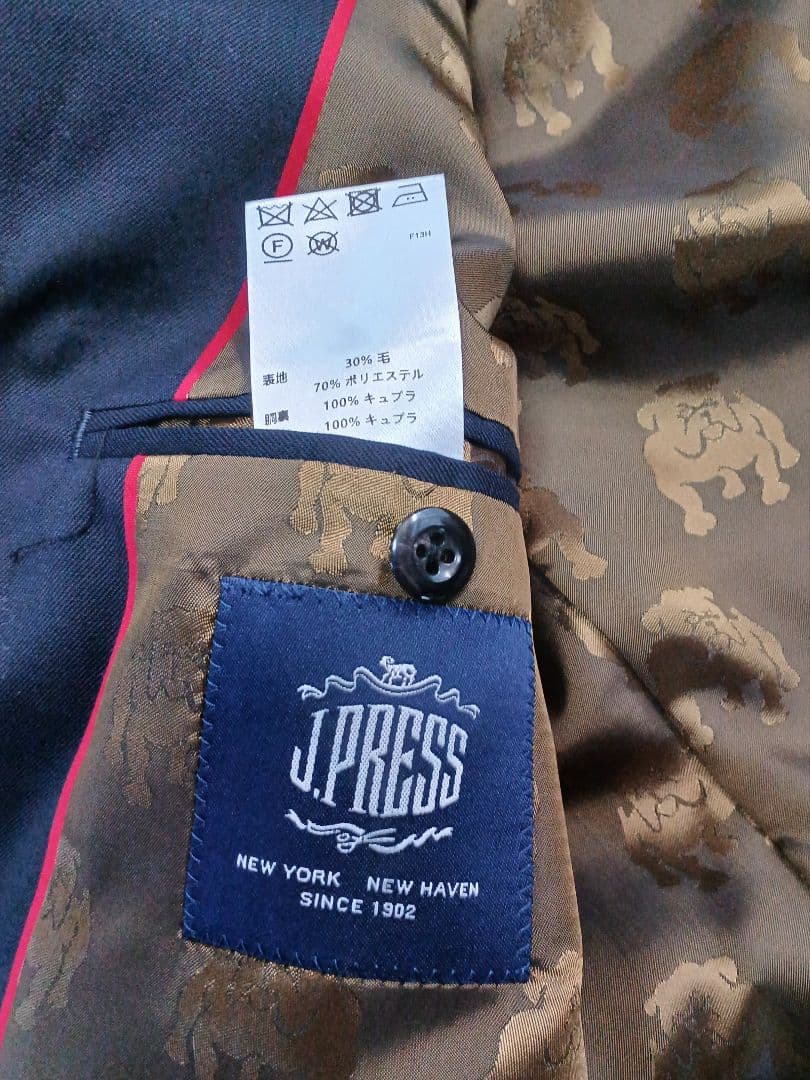 F W
F13H
30% 毛
表地 70% ポリエステル
100% キュプラ
胴裏 100% キュプラ
J.PRESS
NEW YORK NEW HAVEN
SINCE 1902